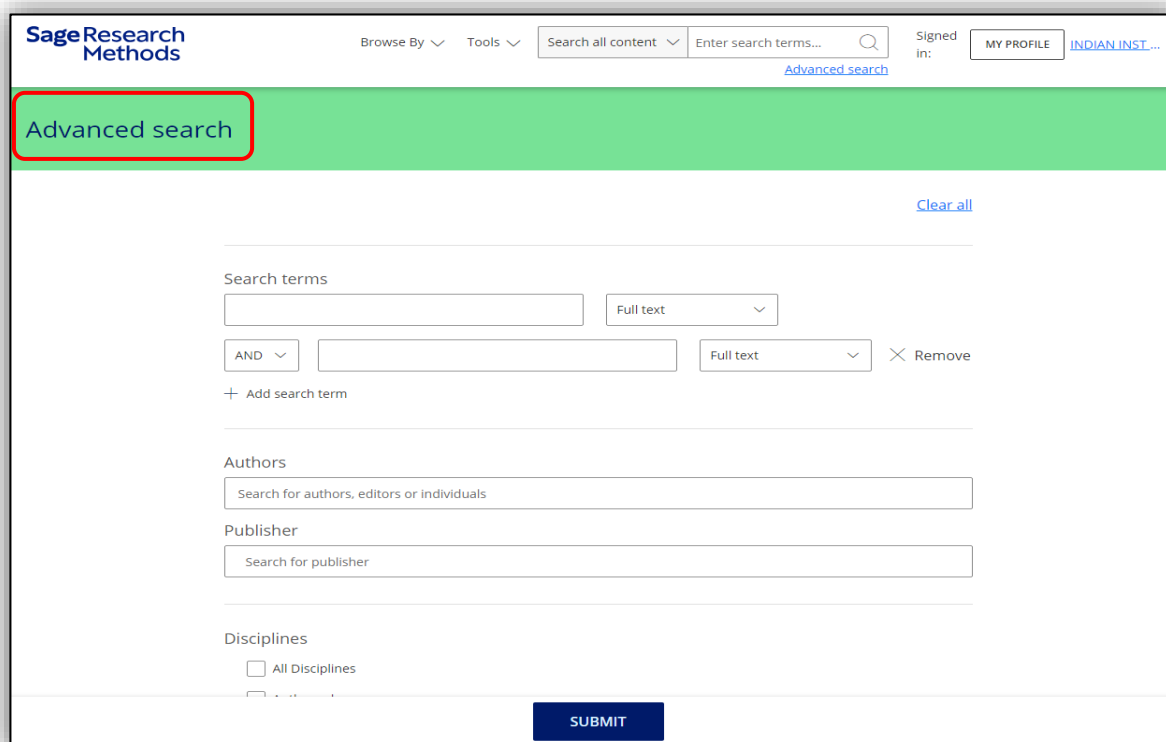 Sage Research
Methods
Browse By Tools Search all content Enter search terms... Signed in: MY PROFILE INDIAN INST ...
Advanced search
Advanced search
Clear all
Search terms
Full text
AND Full text Remove
Add search term
Authors
Search for authors, editors or individuals
Publisher
Search for publisher
Disciplines
All Disciplines
SUBMIT